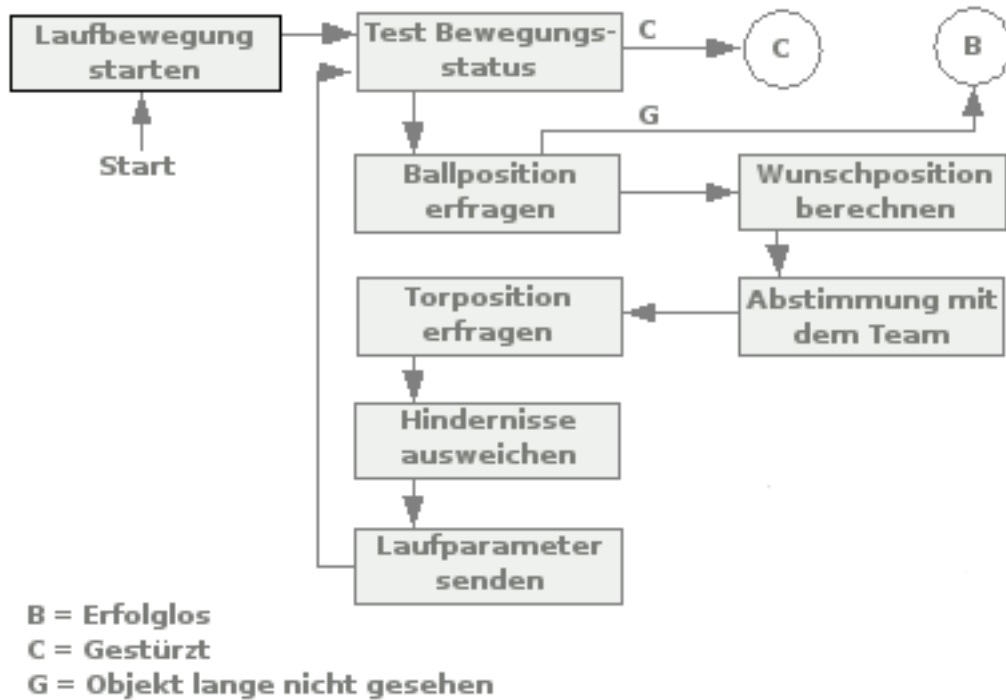 Laufbewegung
starten
Test Bewegungs-
status
C
C
B
G
Start
Ballposition
erfragen
Wunschposition
berechnen
Torposition
erfragen
Abstimmung mit
dem Team
Hindernisse
ausweichen
Laufparameter
senden
B = Erfolglos
C = Gestürzt
G = Objekt lange nicht gesehen